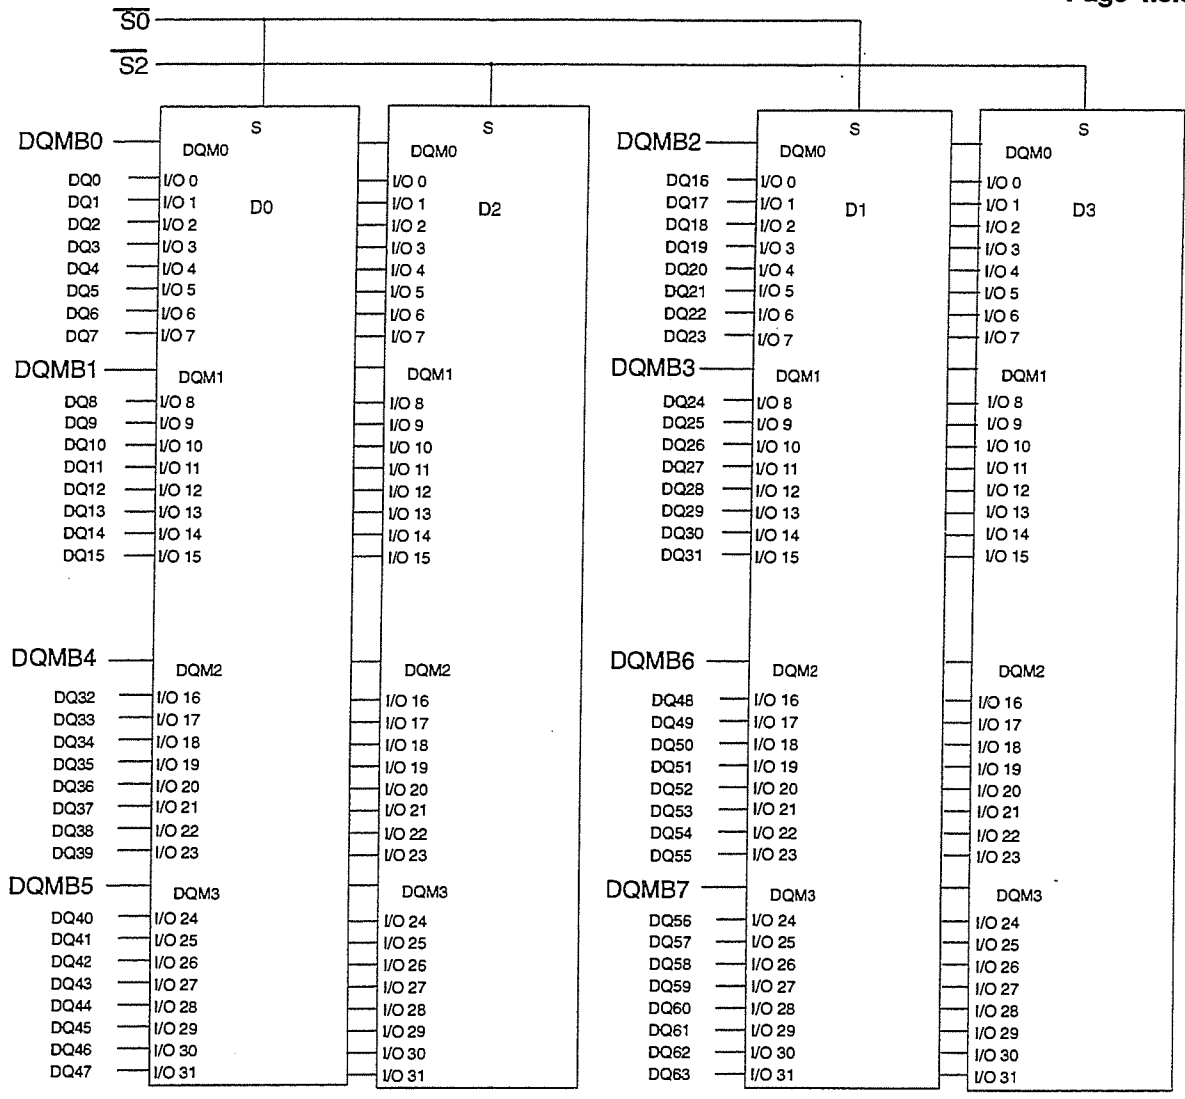 Page
S0
S2
S S S S
DQMB0 DQM0 DQM0 DQMB2 DQM0 DQM0
DQ0 I/O 0 I/O 0 DQ16 I/O 0 I/O 0
DQ1 I/O 1 I/O 1 DQ17 I/O 1 I/O 1
D0 D2 D1 D3
DQ2 I/O 2 I/O 2 DQ18 I/O 2 I/O 2
DQ3 I/O 3 I/O 3 DQ19 I/O 3 I/O 3
DQ4 I/O 4 I/O 4 DQ20 I/O 4 I/O 4
DQ5 I/O 5 I/O 5 DQ21 I/O 5 I/O 5
DQ6 I/O 6 I/O 6 DQ22 I/O 6 I/O 6
DQ7 I/O 7 I/O 7 DQ23 I/O 7 I/O 7
DQMB1 DQM1 DQM1 DQMB3 DQM1 DQM1
DQ8 I/O 8 I/O 8 DQ24 I/O 8 I/O 8
DQ9 I/O 9 I/O 9 DQ25 I/O 9 I/O 9
DQ10 I/O 10 I/O 10 DQ26 I/O 10 I/O 10
DQ11 I/O 11 I/O 11 DQ27 I/O 11 I/O 11
DQ12 I/O 12 I/O 12 DQ28 I/O 12 I/O 12
DQ13 I/O 13 I/O 13 DQ29 I/O 13 I/O 13
DQ14 I/O 14 I/O 14 DQ30 I/O 14 I/O 14
DQ15 I/O 15 I/O 15 DQ31 I/O 15 I/O 15
DQMB4 DQM2 DQM2 DQMB6 DQM2 DQM2
DQ32 I/O 16 I/O 16 DQ48 I/O 16 I/O 16
DQ33 I/O 17 I/O 17 DQ49 I/O 17 I/O 17
DQ34 I/O 18 I/O 18 DQ50 I/O 18 I/O 18
DQ35 I/O 19 I/O 19 DQ51 I/O 19 I/O 19
DQ36 I/O 20 I/O 20 DQ52 I/O 20 I/O 20
DQ37 I/O 21 I/O 21 DQ53 I/O 21 I/O 21
DQ38 I/O 22 I/O 22 DQ54 I/O 22 I/O 22
DQ39 I/O 23 I/O 23 DQ55 I/O 23 I/O 23
DQMB5 DQM3 DQM3 DQMB7 DQM3 DQM3
DQ40 I/O 24 I/O 24 DQ56 I/O 24 I/O 24
DQ41 I/O 25 I/O 25 DQ57 I/O 25 I/O 25
DQ42 I/O 26 I/O 26 DQ58 I/O 26 I/O 26
DQ43 I/O 27 I/O 27 DQ59 I/O 27 I/O 27
DQ44 I/O 28 I/O 28 DQ60 I/O 28 I/O 28
DQ45 I/O 29 I/O 29 DQ61 I/O 29 I/O 29
DQ46 I/O 30 I/O 30 DQ62 I/O 30 I/O 30
DQ47 I/O 31 I/O 31 DQ63 I/O 31 I/O 31